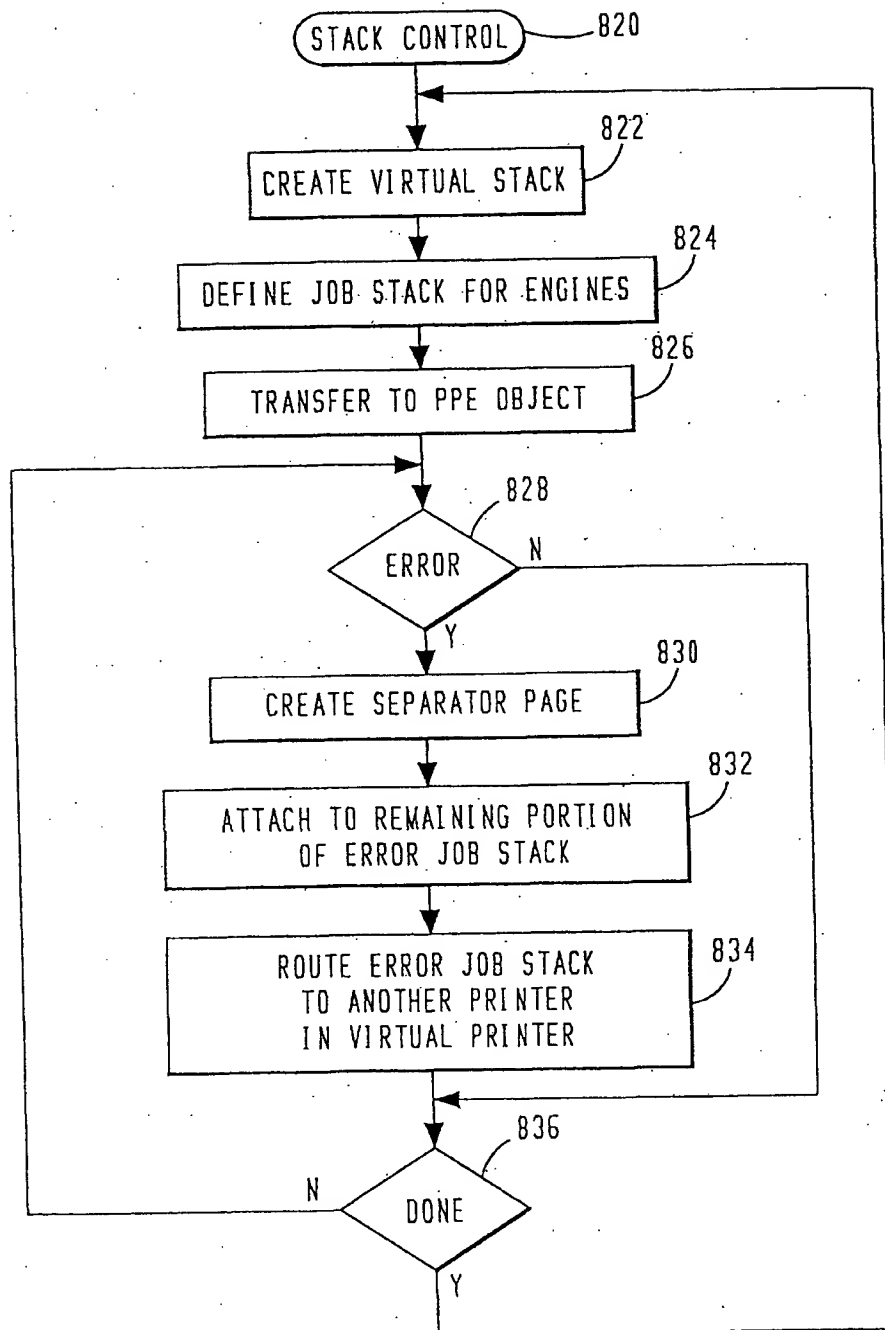 STACK CONTROL
820
822
CREATE VIRTUAL STACK
824
DEFINE JOB STACK FOR ENGINES
826
TRANSFER TO PPE OBJECT
828
ERROR
N
Y
830
CREATE SEPARATOR PAGE
832
ATTACH TO REMAINING PORTION
OF ERROR JOB STACK
834
ROUTE ERROR JOB STACK
TO ANOTHER PRINTER
IN VIRTUAL PRINTER
836
N
DONE
Y